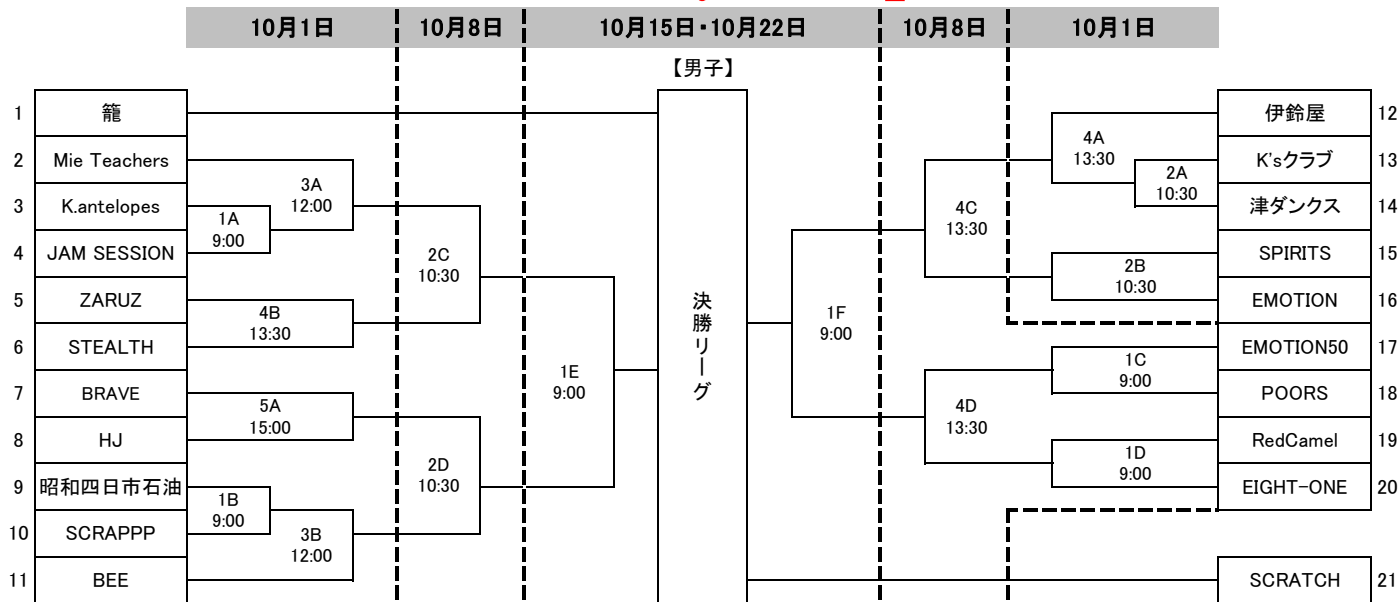 10月1日
10月8日
10月15日・10月22日
10月8日
10月1日
【男子】
1 籠
2 Mie Teachers
3 K.antelopes
4 JAM SESSION
5 ZARUZ
6 STEALTH
7 BRAVE
8 HJ
9 昭和四日市石油
10 SCRAPPP
11 BEE
1A
9:00
3A
12:00
4B
13:30
5A
15:00
1B
9:00
3B
12:00
2C
10:30
2D
10:30
1E
9:00
決勝リーグ
1F
9:00
4C
13:30
4D
13:30
4A
13:30
2A
10:30
2B
10:30
1C
9:00
1D
9:00
伊鈴屋 12
K'sクラブ 13
津ダンクス 14
SPIRITS 15
EMOTION 16
EMOTION50 17
POORS 18
RedCamel 19
EIGHT-ONE 20
SCRATCH 21